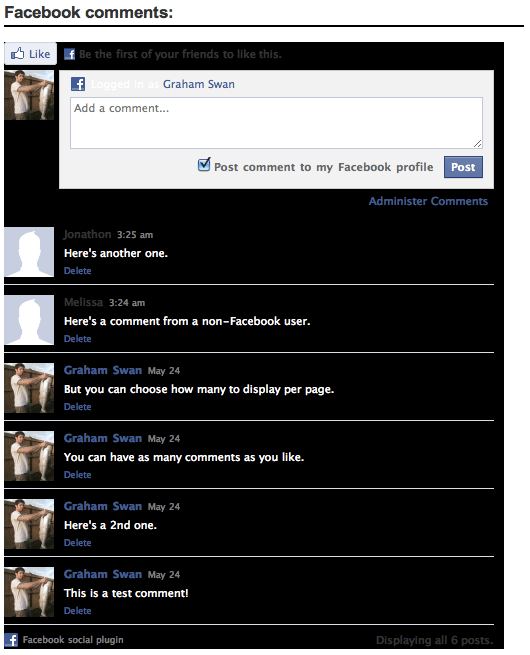 Facebook comments:
Like Be the first of your friends to like this.
Logged in as Graham Swan
Add a comment...
Post comment to my Facebook profile Post
Administer Comments
Jonathon 3:25 am
Here's another one.
Delete
Melissa 3:24 am
Here's a comment from a non-Facebook user.
Delete
Graham Swan May 24
But you can choose how many to display per page.
Delete
Graham Swan May 24
You can have as many comments as you like.
Delete
Graham Swan May 24
Here's a 2nd one.
Delete
Graham Swan May 24
This is a test comment!
Delete
Facebook social plugin Displaying all 6 posts.